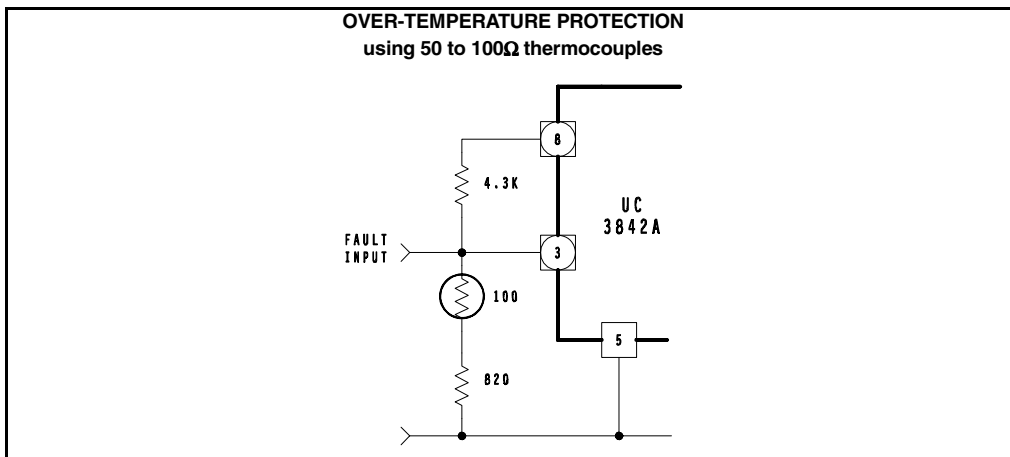 OVER-TEMPERATURE PROTECTION
using 50 to 100Ω thermocouples
8
4.3K
UC
3842A
FAULT
INPUT
3
100
5
820